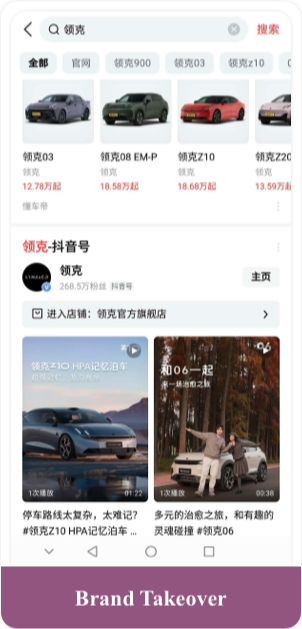 领克
搜索
全部 官网 领克900 领克03 领克z10
领克03 领克08 EM-P 领克Z10 领克Z20
领克 领克 领克 领克
12.78万起 18.58万起 18.68万起 13.59万起
懂车帝
领克-抖音号
领克
268.5万粉丝 抖音号
主页
进入店铺：领克官方旗舰店
领克Z10 HPA记忆泊车
和06一起
来一场治愈之旅
1次播放 01:22
1次播放 00:38
停车路线太复杂，太难记？
#领克Z10 HPA记忆泊车 ...
多元的治愈之旅，和有趣的
灵魂碰撞 #领克06
Brand Takeover